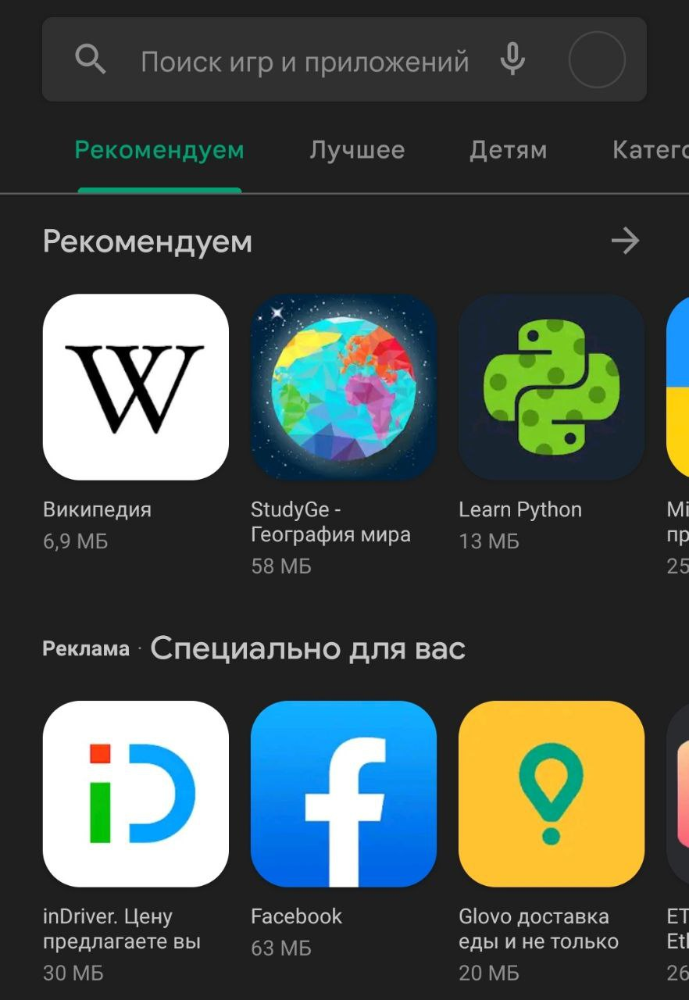 Поиск игр и приложений
Рекомендуем Лучшее Детям Катего
Рекомендуем
W
Википедия
6,9 МБ
StudyGe -
География мира
58 МБ
Learn Python
13 МБ
Mi
пр
25
Реклама · Специально для вас
iD
f
inDriver. Цену
предлагаете вы
30 МБ
Facebook
63 МБ
Glovo доставка
еды и не только
20 МБ
ET
Eth
26